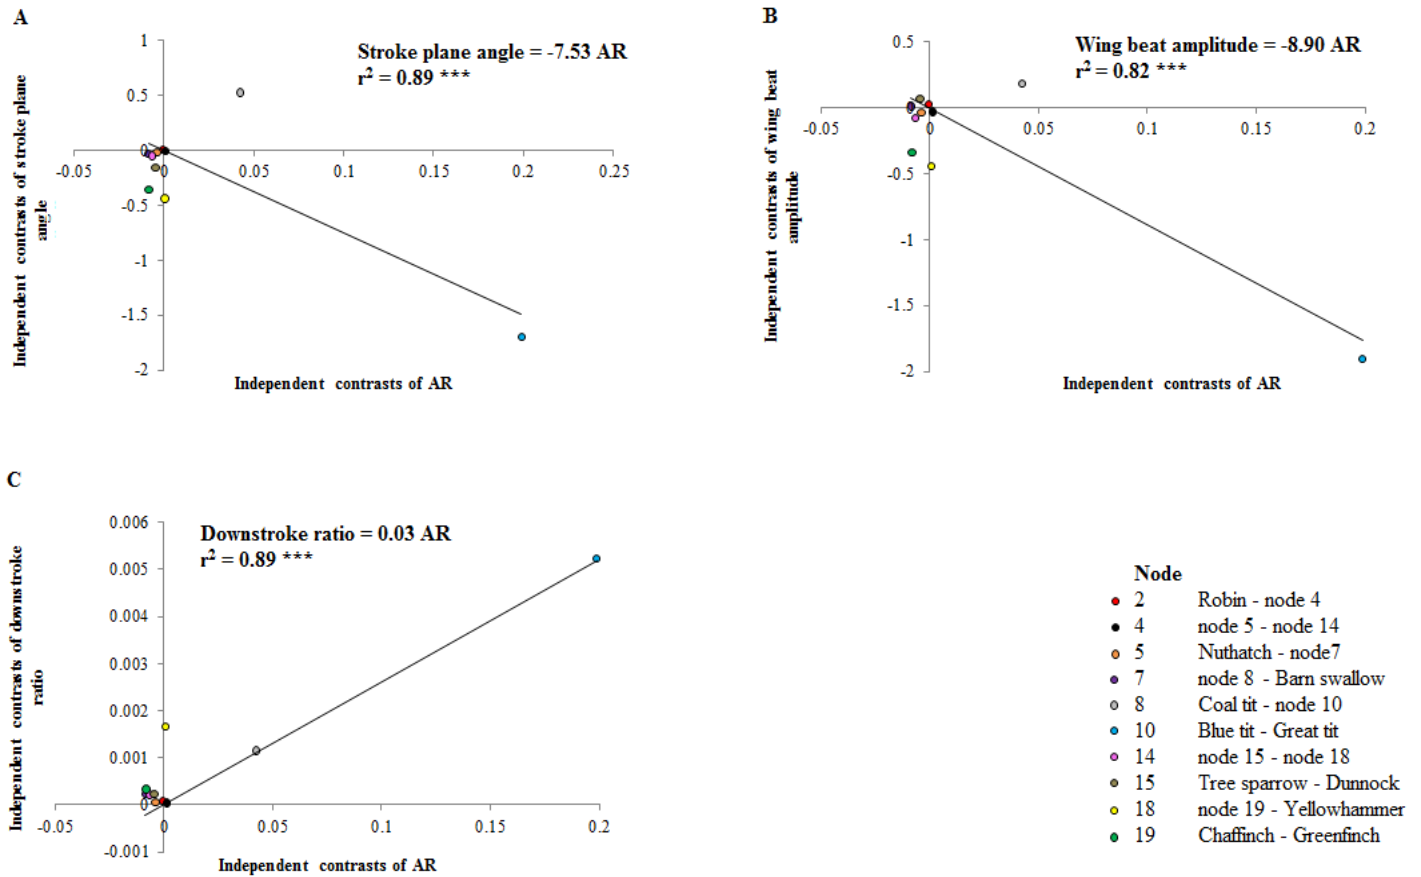 A
Stroke plane angle = -7.53 AR
r² = 0.89 ***
Independent contrasts of stroke plane
angle
1
0.5
0
-0.5
-1
-1.5
-2
-0.05
0
0.05
0.1
0.15
0.2
0.25
Independent contrasts of AR
B
Wing beat amplitude = -8.90 AR
r² = 0.82 ***
Independent contrasts of wing beat
amplitude
0.5
0
-0.5
-1
-1.5
-2
-0.05
0
0.05
0.1
0.15
0.2
Independent contrasts of AR
C
Downstroke ratio = 0.03 AR
r² = 0.89 ***
Independent contrasts of downstroke
ratio
0.006
0.005
0.004
0.003
0.002
0.001
0
-0.001
-0.05
0
0.05
0.1
0.15
0.2
Independent contrasts of AR
Node
2 Robin - node 4
4 node 5 - node 14
5 Nuthatch - node7
7 node 8 - Barn swallow
8 Coal tit - node 10
10 Blue tit - Great tit
14 node 15 - node 18
15 Tree sparrow - Dunnock
18 node 19 - Yellowhammer
19 Chaffinch - Greenfinch